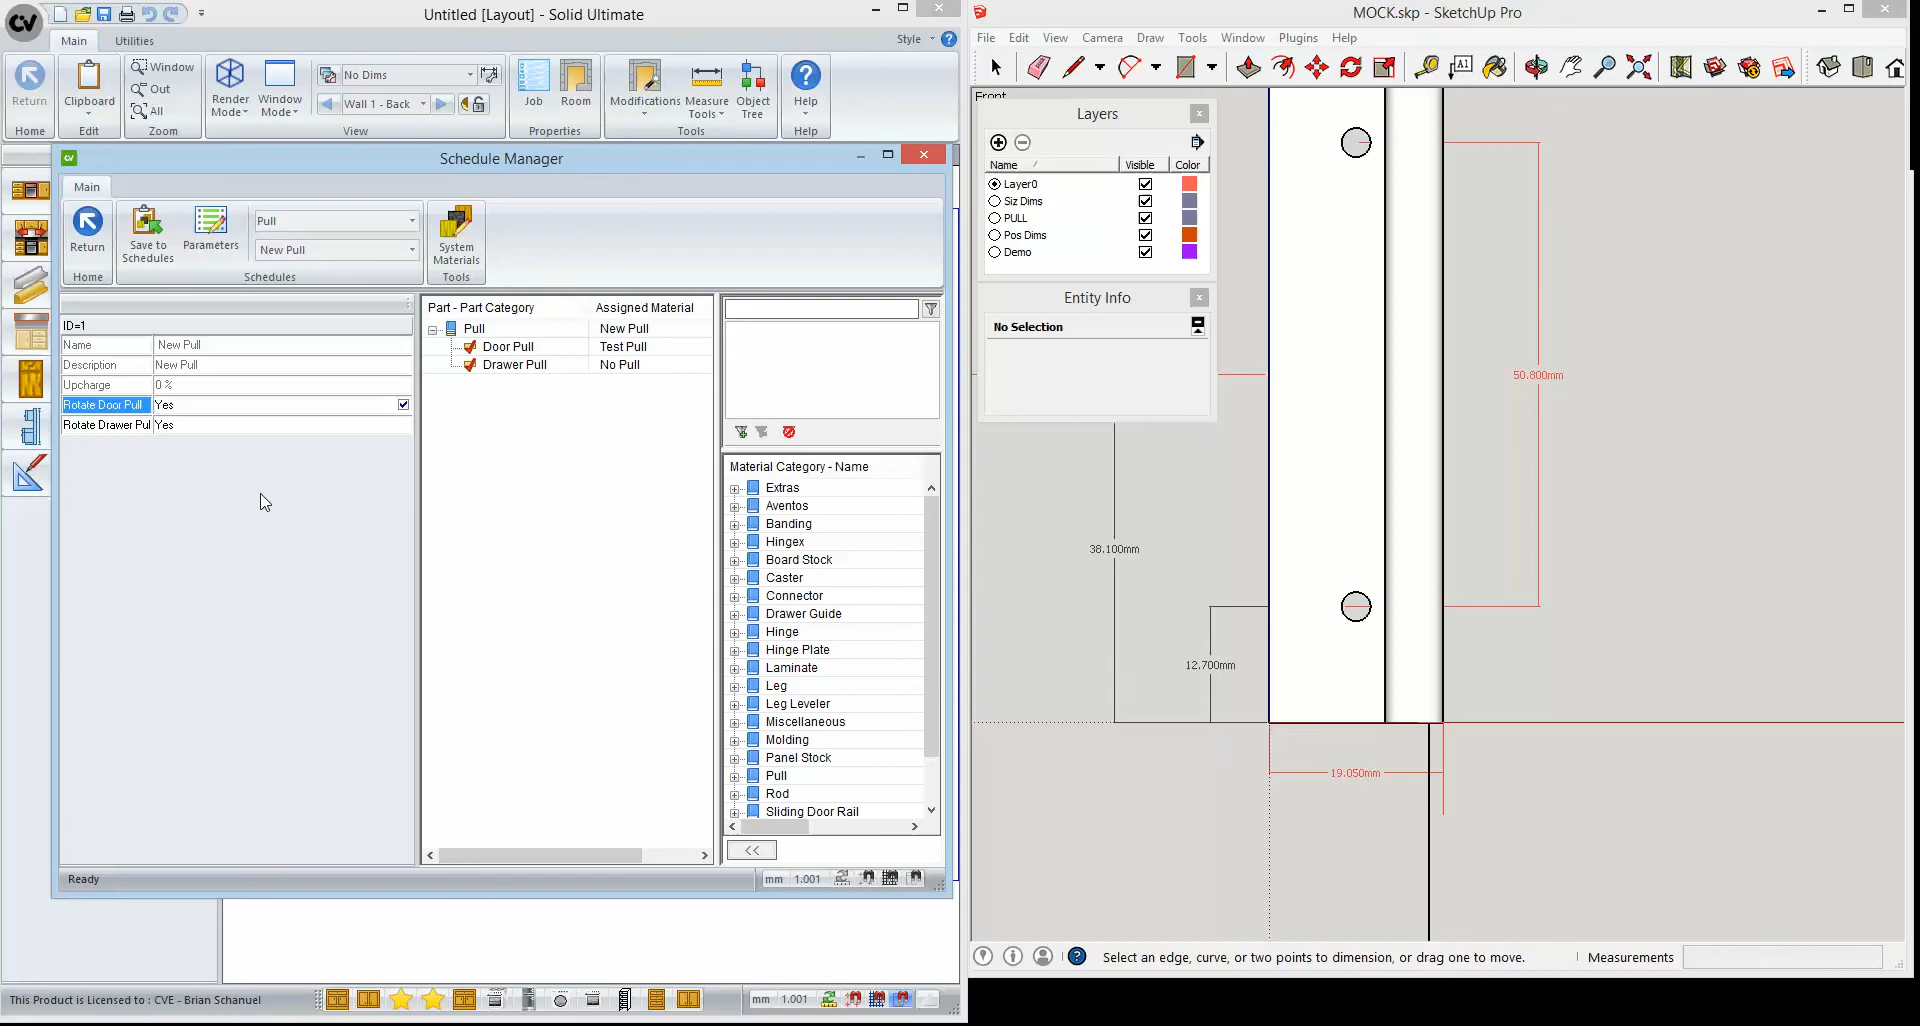 CV
Untitled [Layout] - Solid Ultimate
Main
Utilities
Style
Return
Home
Clipboard
Edit
Window
Out
All
Zoom
Render
Mode
Window
Mode
No Dims
Wall 1 - Back
View
Job
Room
Properties
Modifications
Measure
Tools
Object
Tree
Tools
Help
Help
cv
Schedule Manager
Main
Return
Home
Save to
Schedules
Parameters
Pull
New Pull
Schedules
System
Materials
Tools
ID=1
Name New Pull
Description New Pull
Upcharge 0 %
Rotate Door Pull Yes
Rotate Drawer Pul Yes
Part - Part Category Assigned Material
Pull New Pull
Door Pull Test Pull
Drawer Pull No Pull
Material Category - Name
Extras
Aventos
Banding
Hingex
Board Stock
Caster
Connector
Drawer Guide
Hinge
Hinge Plate
Laminate
Leg
Leg Leveler
Miscellaneous
Molding
Panel Stock
Pull
Rod
Sliding Door Rail
<<
Ready
mm 1.001
This Product is Licensed to : CVE - Brian Schanuel
mm 1.001
MOCK.skp - SketchUp Pro
File Edit View Camera Draw Tools Window Plugins Help
A1
Front
Layers
Name Visible Color
Layer0
Siz Dims
PULL
Pos Dims
Demo
Entity Info
No Selection
50.800mm
38.100mm
12.700mm
19.050mm
Select an edge, curve, or two points to dimension, or drag one to move.
Measurements